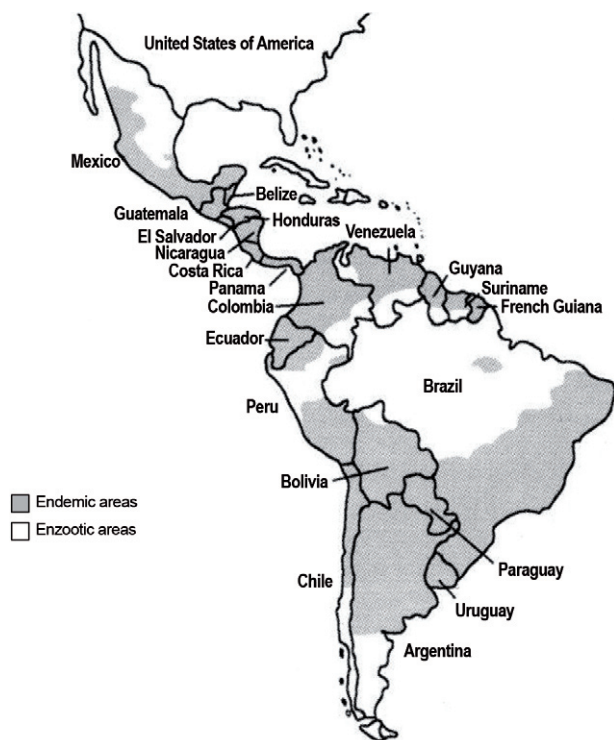 United States of America
Mexico
Belize
Guatemala
Honduras
El Salvador
Nicaragua
Costa Rica
Panama
Venezuela
Guyana
Suriname
French Guiana
Colombia
Ecuador
Brazil
Peru
Bolivia
Endemic areas
Enzootic areas
Paraguay
Chile
Uruguay
Argentina